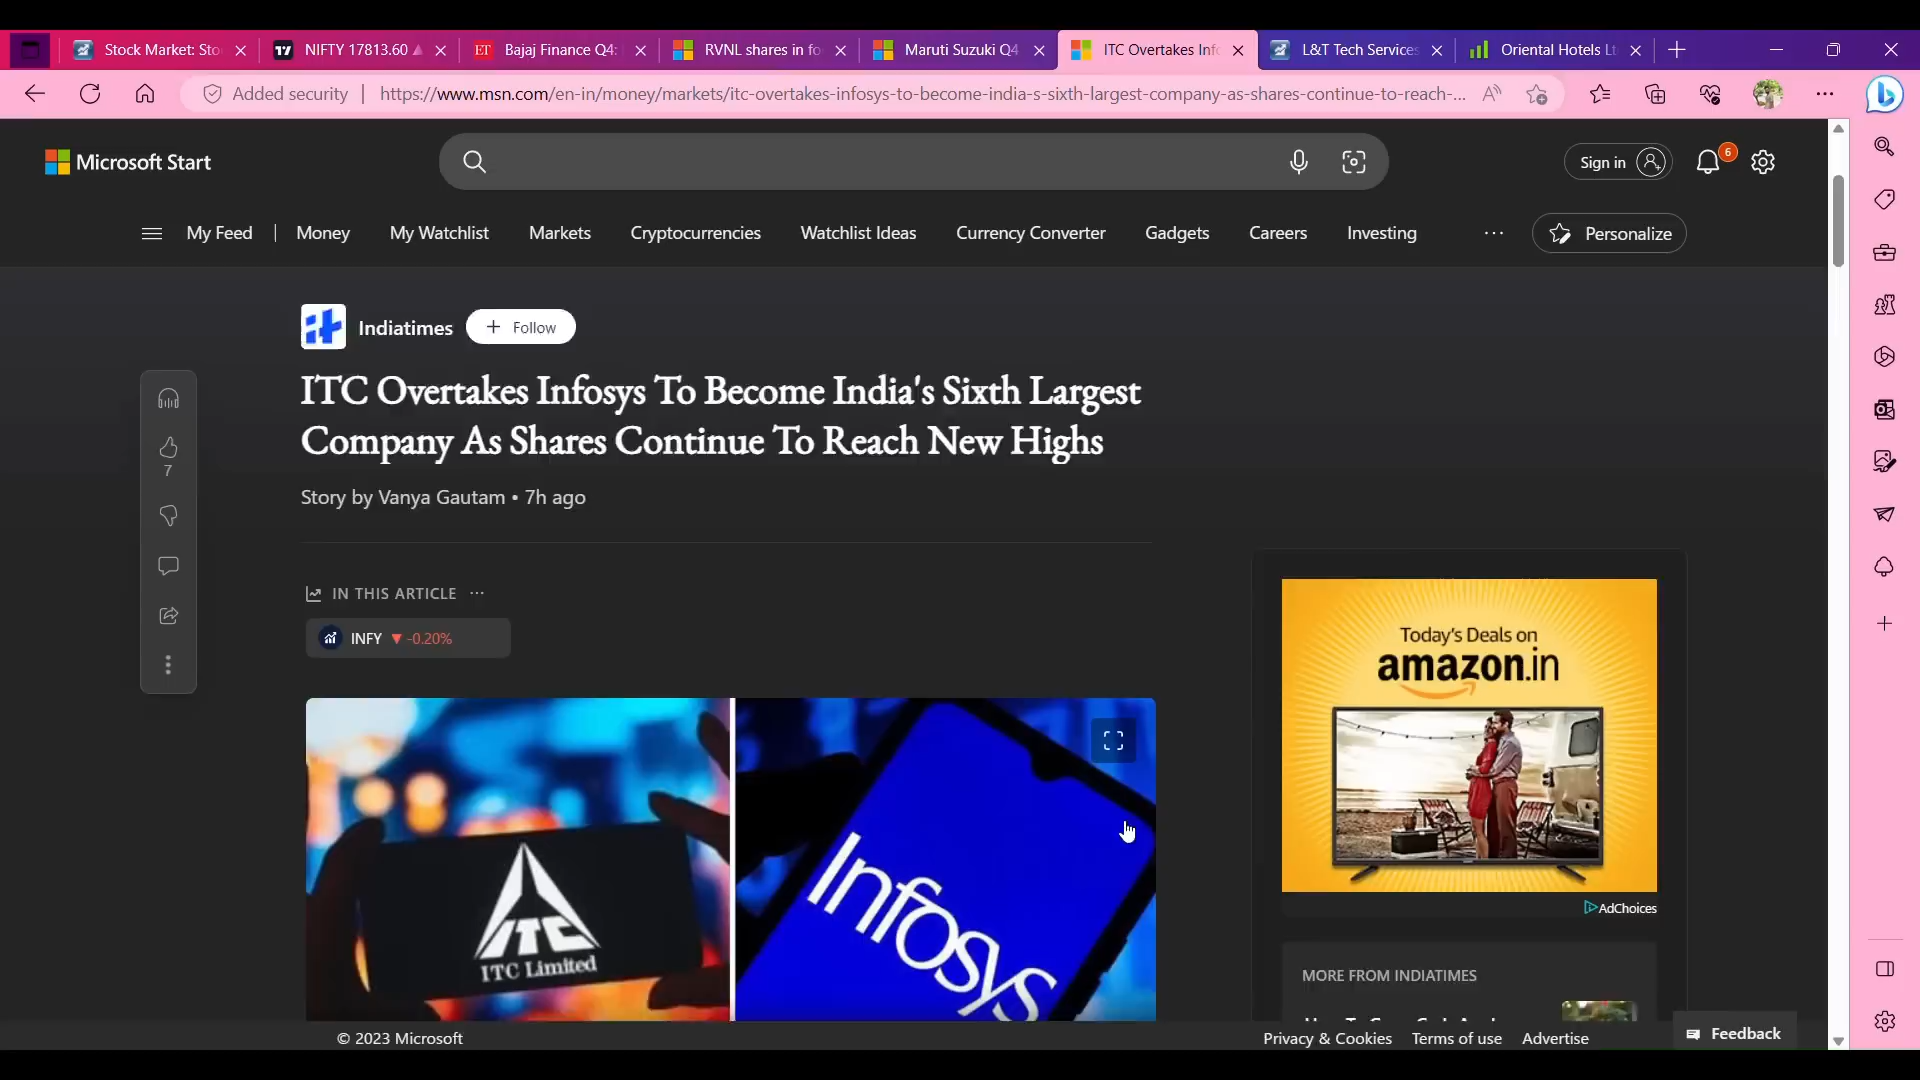 Stock Market: Sto
NIFTY 17813.60
Bajaj Finance Q4:
RVNL shares in fo
Maruti Suzuki Q4
ITC Overtakes Info
L&T Tech Services
Oriental Hotels Lt
Added security
https://www.msn.com/en-in/money/markets/itc-overtakes-infosys-to-become-india-s-sixth-largest-company-as-shares-continue-to-reach-...
Microsoft Start
Sign in
6
My Feed
Money
My Watchlist
Markets
Cryptocurrencies
Watchlist Ideas
Currency Converter
Gadgets
Careers
Investing
Personalize
Indiatimes
Follow
ITC Overtakes Infosys To Become India's Sixth Largest
Company As Shares Continue To Reach New Highs
Story by Vanya Gautam • 7h ago
7
IN THIS ARTICLE
INFY ▼ -0.20%
ITC
ITC Limited
Infosys
Today's Deals on
amazon.in
AdChoices
MORE FROM INDIATIMES
© 2023 Microsoft
Privacy & Cookies
Terms of use
Advertise
Feedback